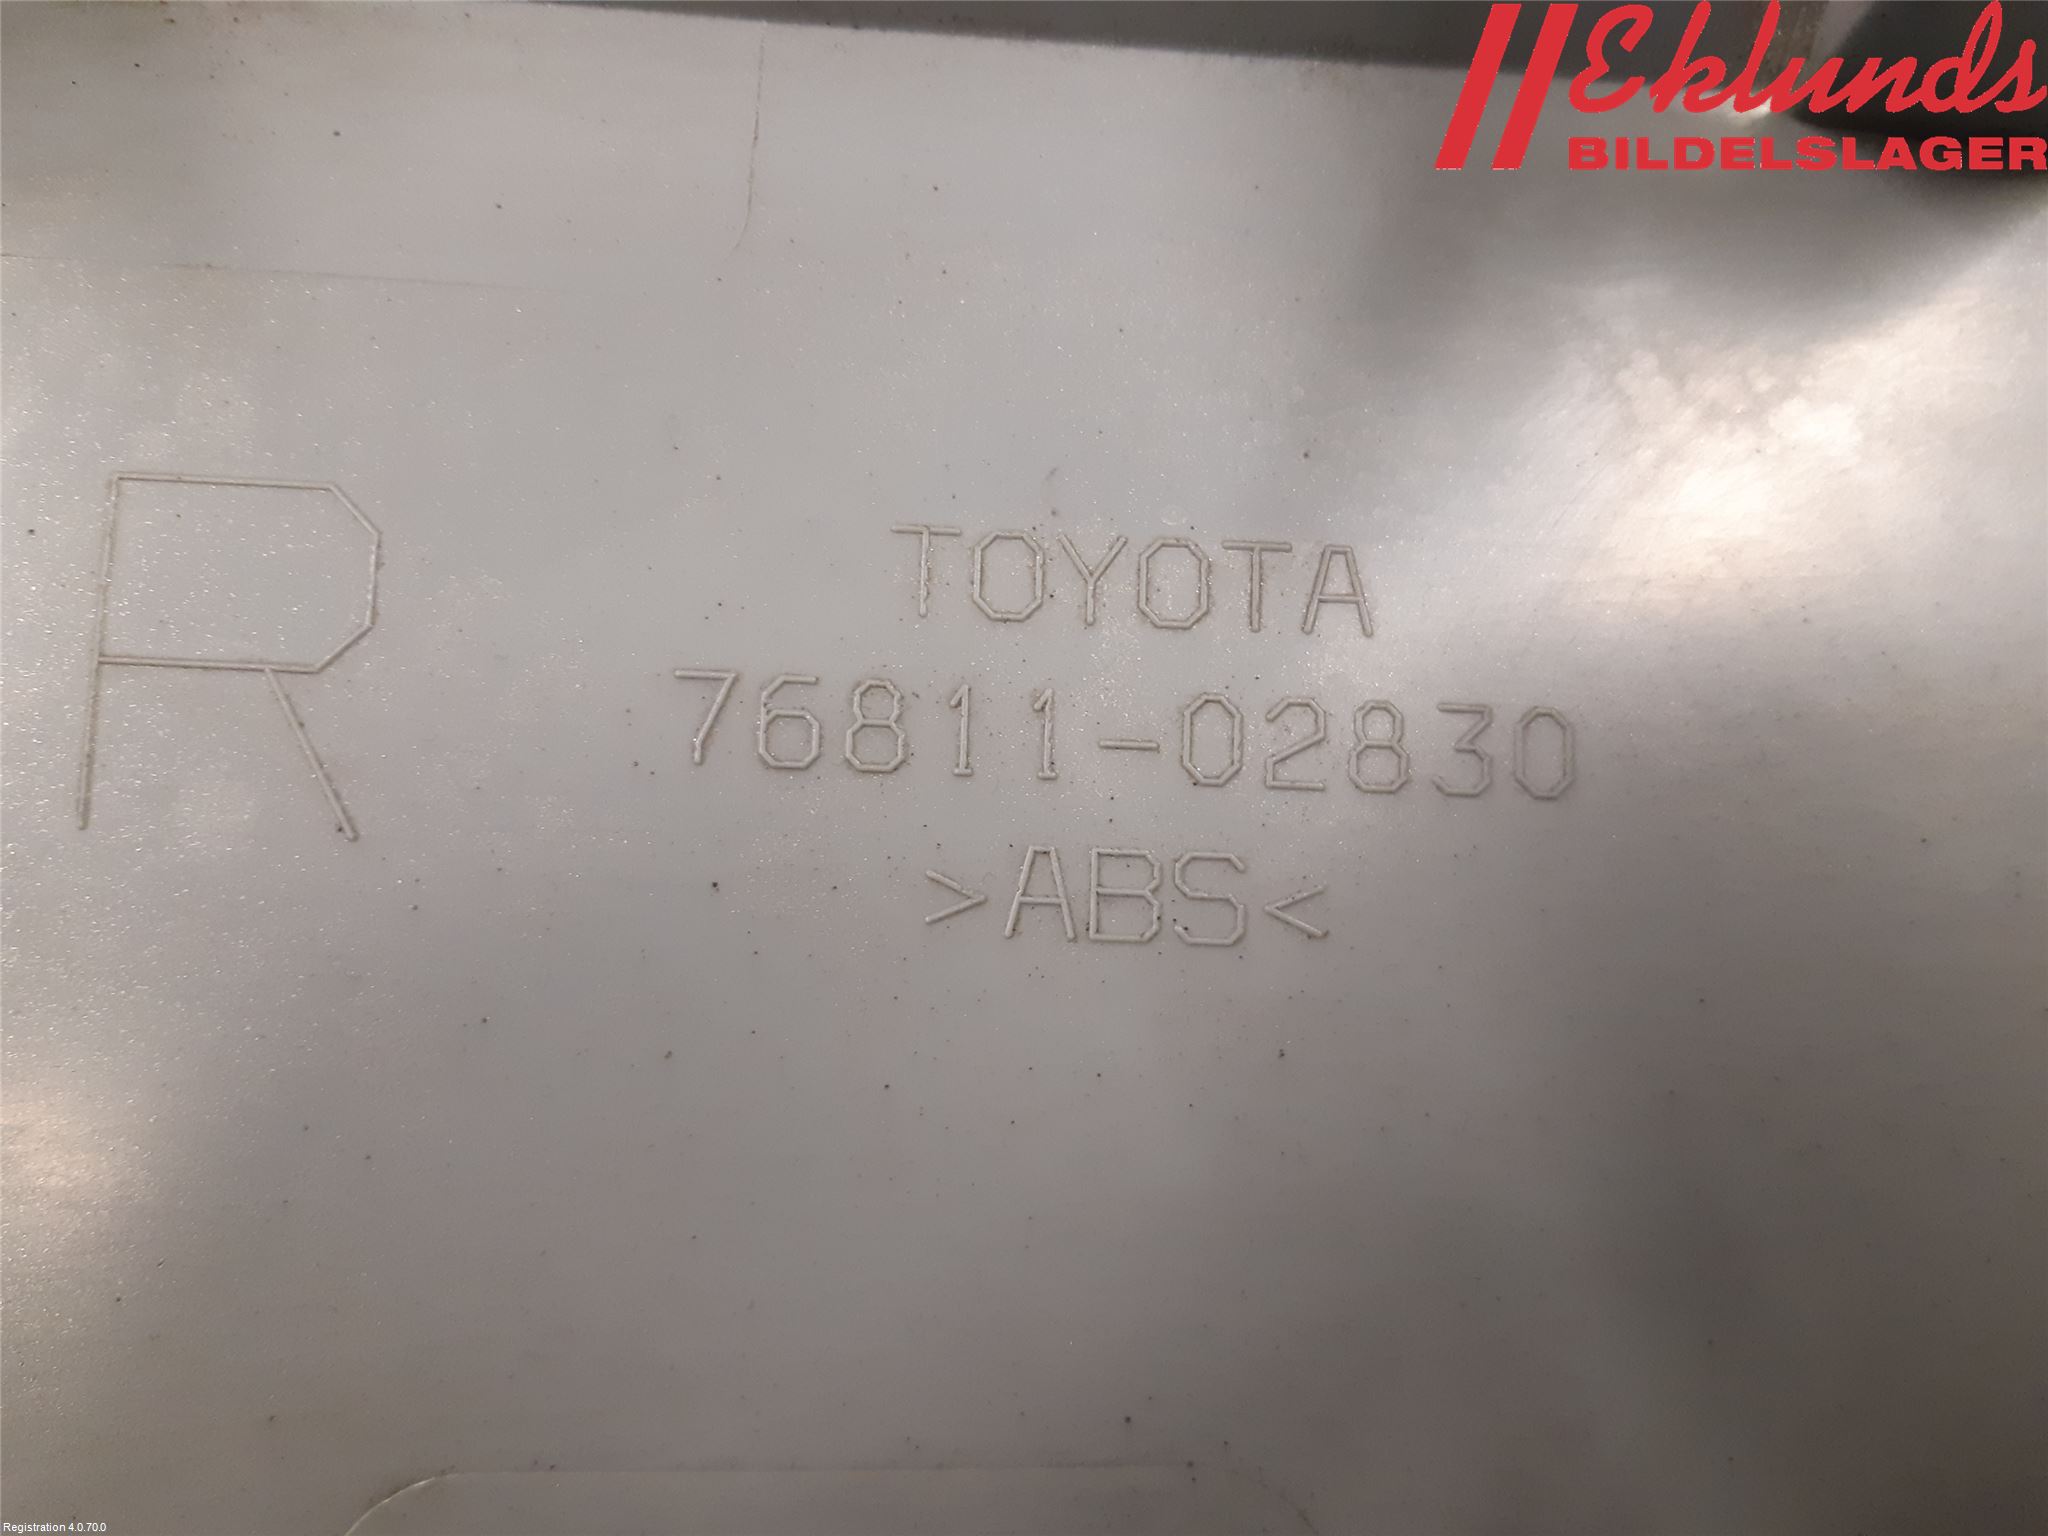 Eklunds
BILDELSLAGER
R
TOYOTA
76811-02830
>ABS<
Registration 4.0.70.0